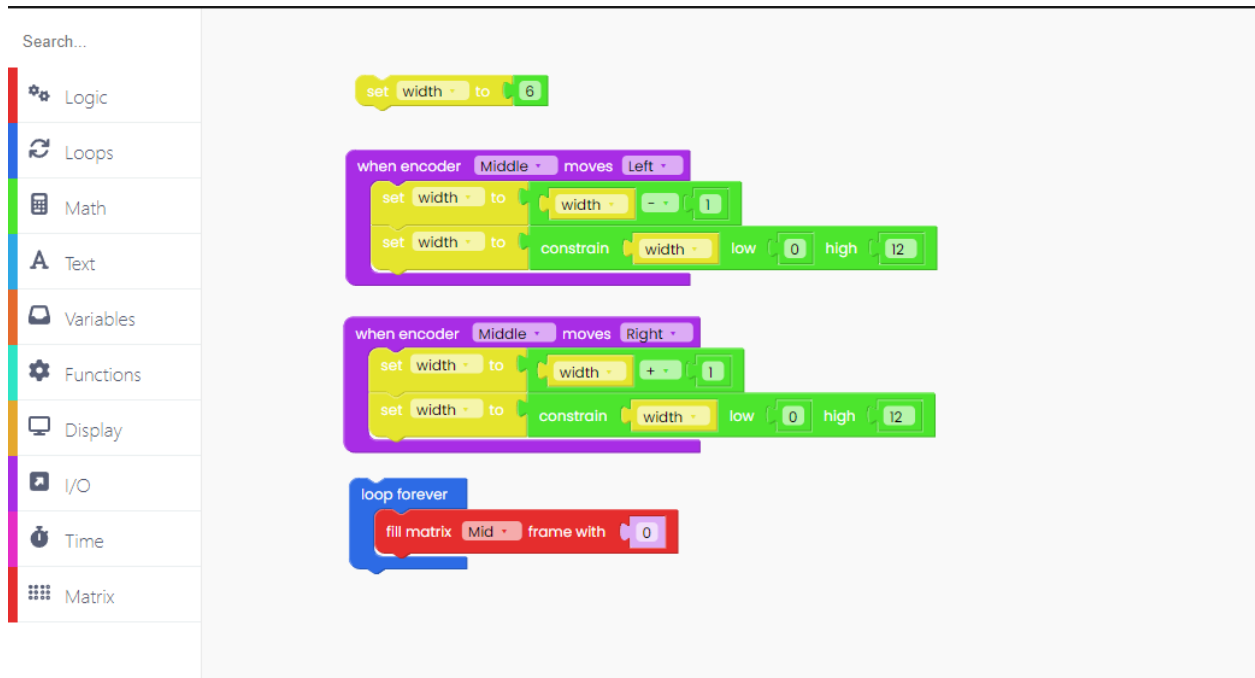 Search...
Logic
Loops
Math
Text
Variables
Functions
Display
I/O
Time
Matrix
set width to 6
when encoder Middle moves Left
set width to width - 1
set width to constrain width low 0 high 12
when encoder Middle moves Right
set width to width + 1
set width to constrain width low 0 high 12
loop forever
fill matrix Mid frame with 0